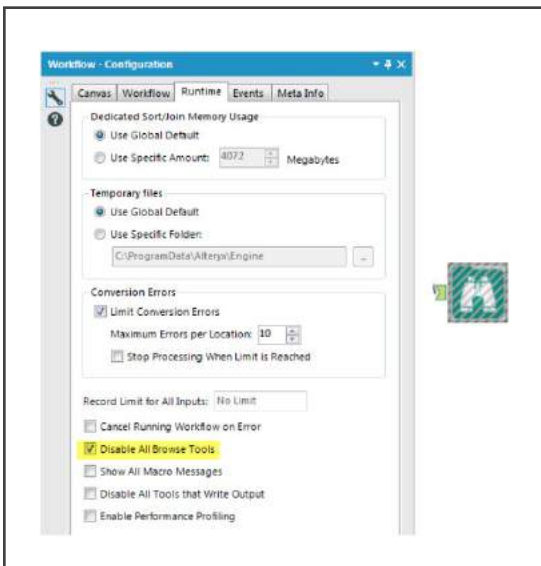 Workflow - Configuration
Canvas Workflow Runtime Events Meta Info
Dedicated Sort/Join Memory Usage
Use Global Default
Use Specific Amount: 4072 Megabytes
Temporary files
Use Global Default
Use Specific Folder:
C:\ProgramData\Alteryx\Engine ...
Conversion Errors
Limit Conversion Errors
Maximum Errors per Location: 10
Stop Processing When Limit is Reached
Record Limit for All Inputs: No Limit
Cancel Running Workflow on Error
Disable All Browse Tools
Show All Macro Messages
Disable All Tools that Write Output
Enable Performance Profiling